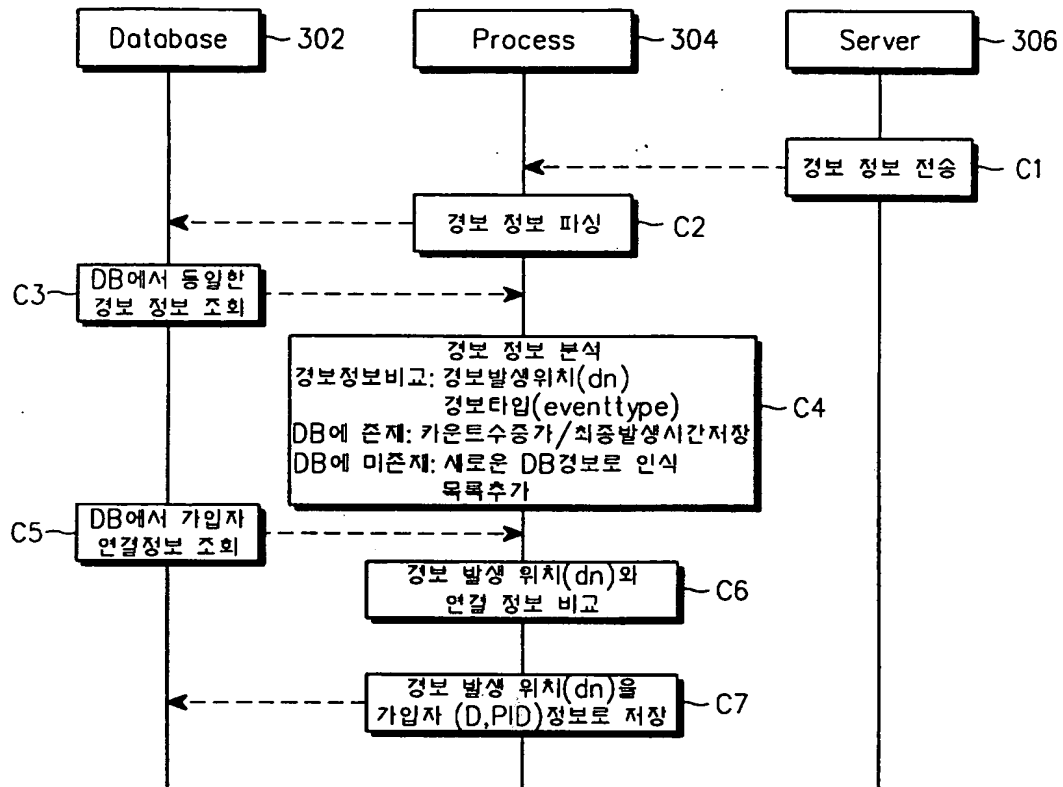 Database 302
Process 304
Server 306
경보 정보 전송 C1
경보 정보 파싱 C2
C3 DB에서 동일한
경보 정보 조회
경보 정보 분석
경보정보비교: 경보발생위치(dn)
경보타입(eventtype)
DB에 존재: 카운트수증가/최종발생시간저장
DB에 미존재: 새로운 DB경보로 인식
목록추가
C4
C5 DB에서 가입자
연결정보 조회
경보 발생 위치(dn)와
연결 정보 비교
C6
경보 발생 위치(dn)을
가입자 (D,PID)정보로 저장
C7